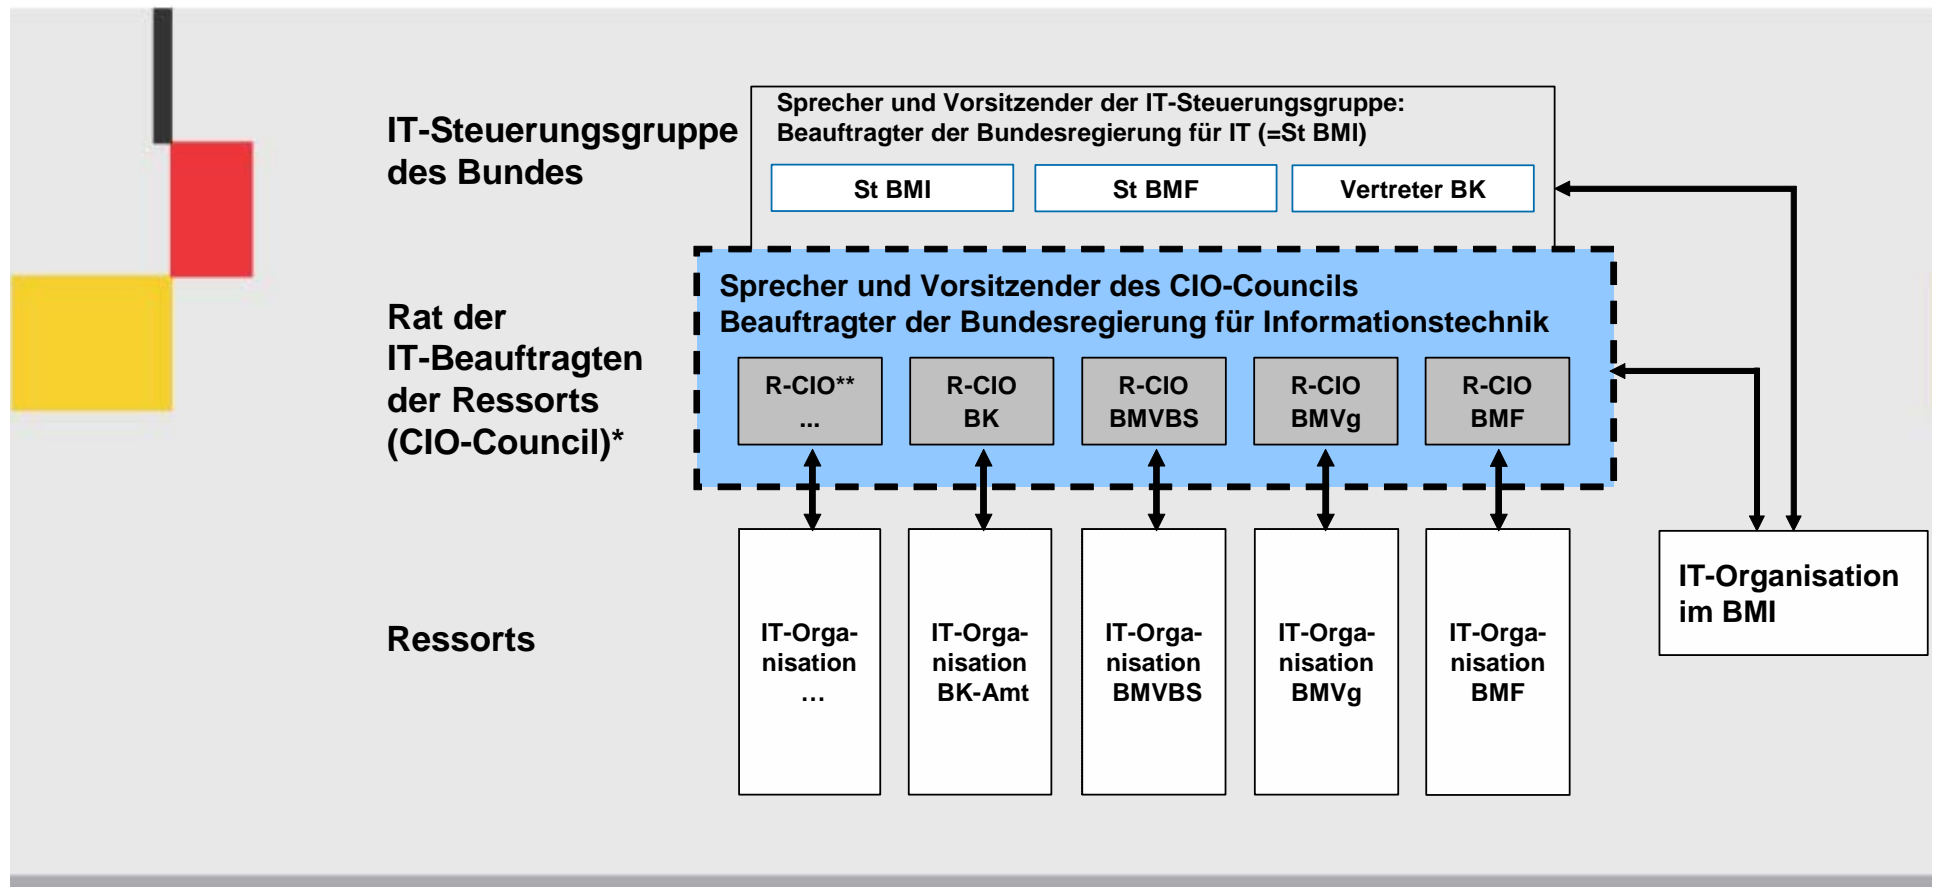 IT-Steuerungsgruppe
des Bundes
Sprecher und Vorsitzender der IT-Steuerungsgruppe:
Beauftragter der Bundesregierung für IT (=St BMI)
St BMI
St BMF
Vertreter BK
Rat der
IT-Beauftragten
der Ressorts
(CIO-Council)*
Sprecher und Vorsitzender des CIO-Councils
Beauftragter der Bundesregierung für Informationstechnik
R-CIO**
...
R-CIO
BK
R-CIO
BMVBS
R-CIO
BMVg
R-CIO
BMF
Ressorts
IT-Orga-
nisation
...
IT-Orga-
nisation
BK-Amt
IT-Orga-
nisation
BMVBS
IT-Orga-
nisation
BMVg
IT-Orga-
nisation
BMF
IT-Organisation
im BMI